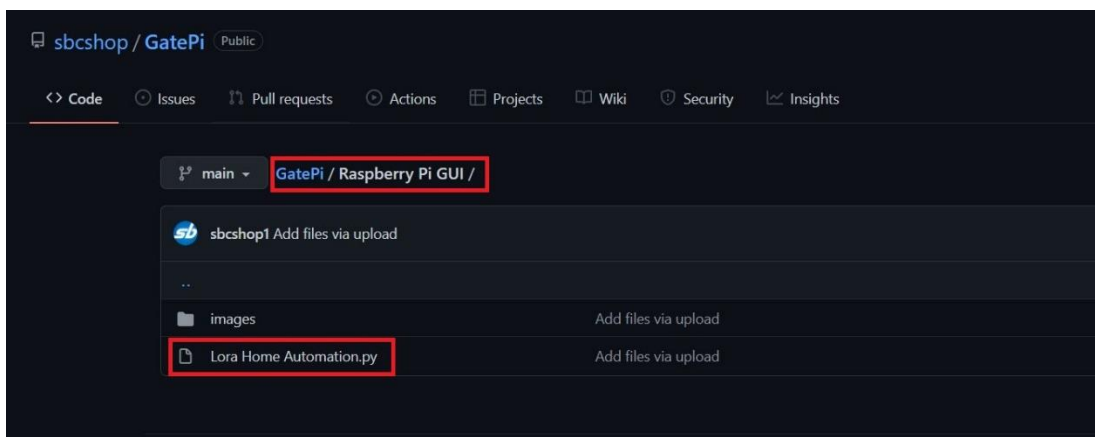 sbcshop / GatePi Public
<> Code Issues Pull requests Actions Projects Wiki Security Insights
main GatePi / Raspberry Pi GUI /
sb sbcshop1 Add files via upload
..
images Add files via upload
Lora Home Automation.py Add files via upload